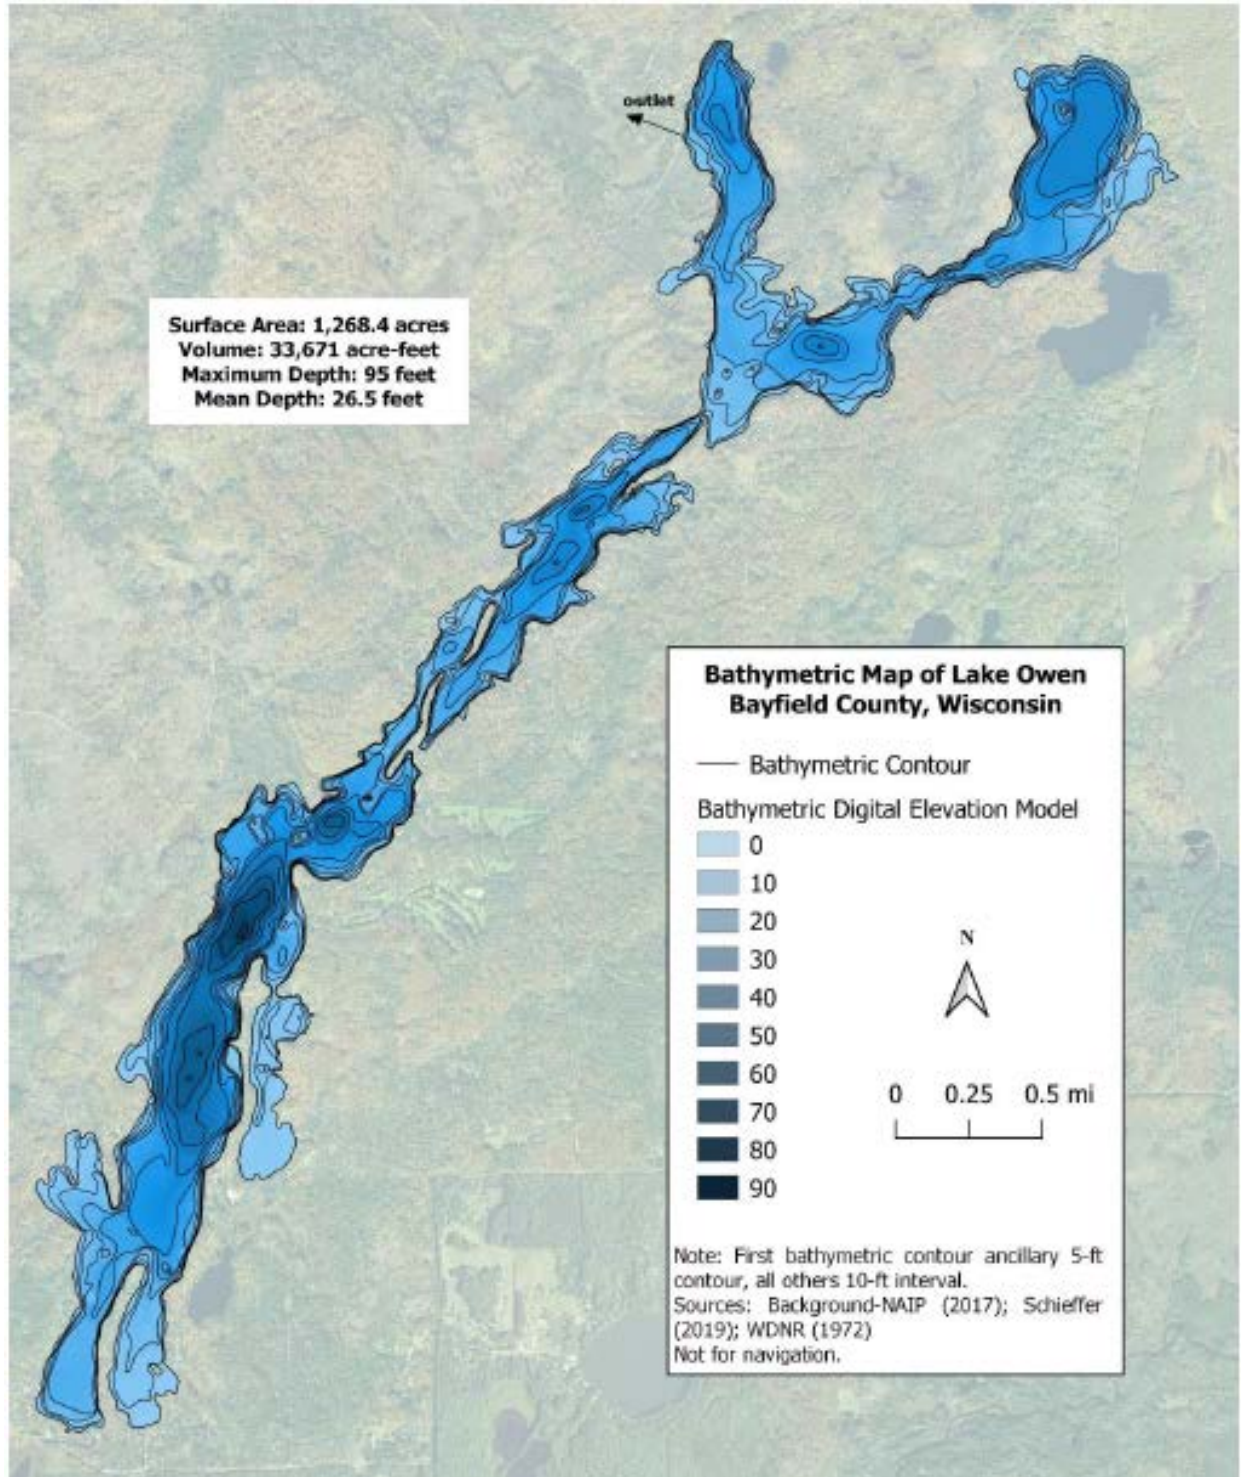 outlet
Surface Area: 1,268.4 acres
Volume: 33,671 acre-feet
Maximum Depth: 95 feet
Mean Depth: 26.5 feet
Bathymetric Map of Lake Owen
Bayfield County, Wisconsin
Bathymetric Contour
Bathymetric Digital Elevation Model
0
10
20
30
40
50
60
70
80
90
N
0 0.25 0.5 mi
Note: First bathymetric contour ancillary 5-ft
contour, all others 10-ft interval.
Sources: Background-NAIP (2017); Schieffer
(2019); WDNR (1972)
Not for navigation.